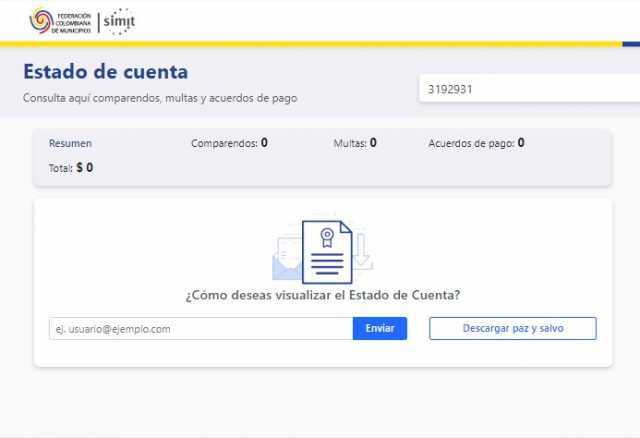 FEDERACIÓN
COLOMBIANA
DE MUNICIPIOS
simit
Estado de cuenta
Consulta aquí comparendos, multas y acuerdos de pago
3192931
Resumen Comparendos: 0 Multas: 0 Acuerdos de pago: 0
Total: $ 0
¿Cómo deseas visualizar el Estado de Cuenta?
ej. usuario@ejemplo.com Enviar Descargar paz y salvo